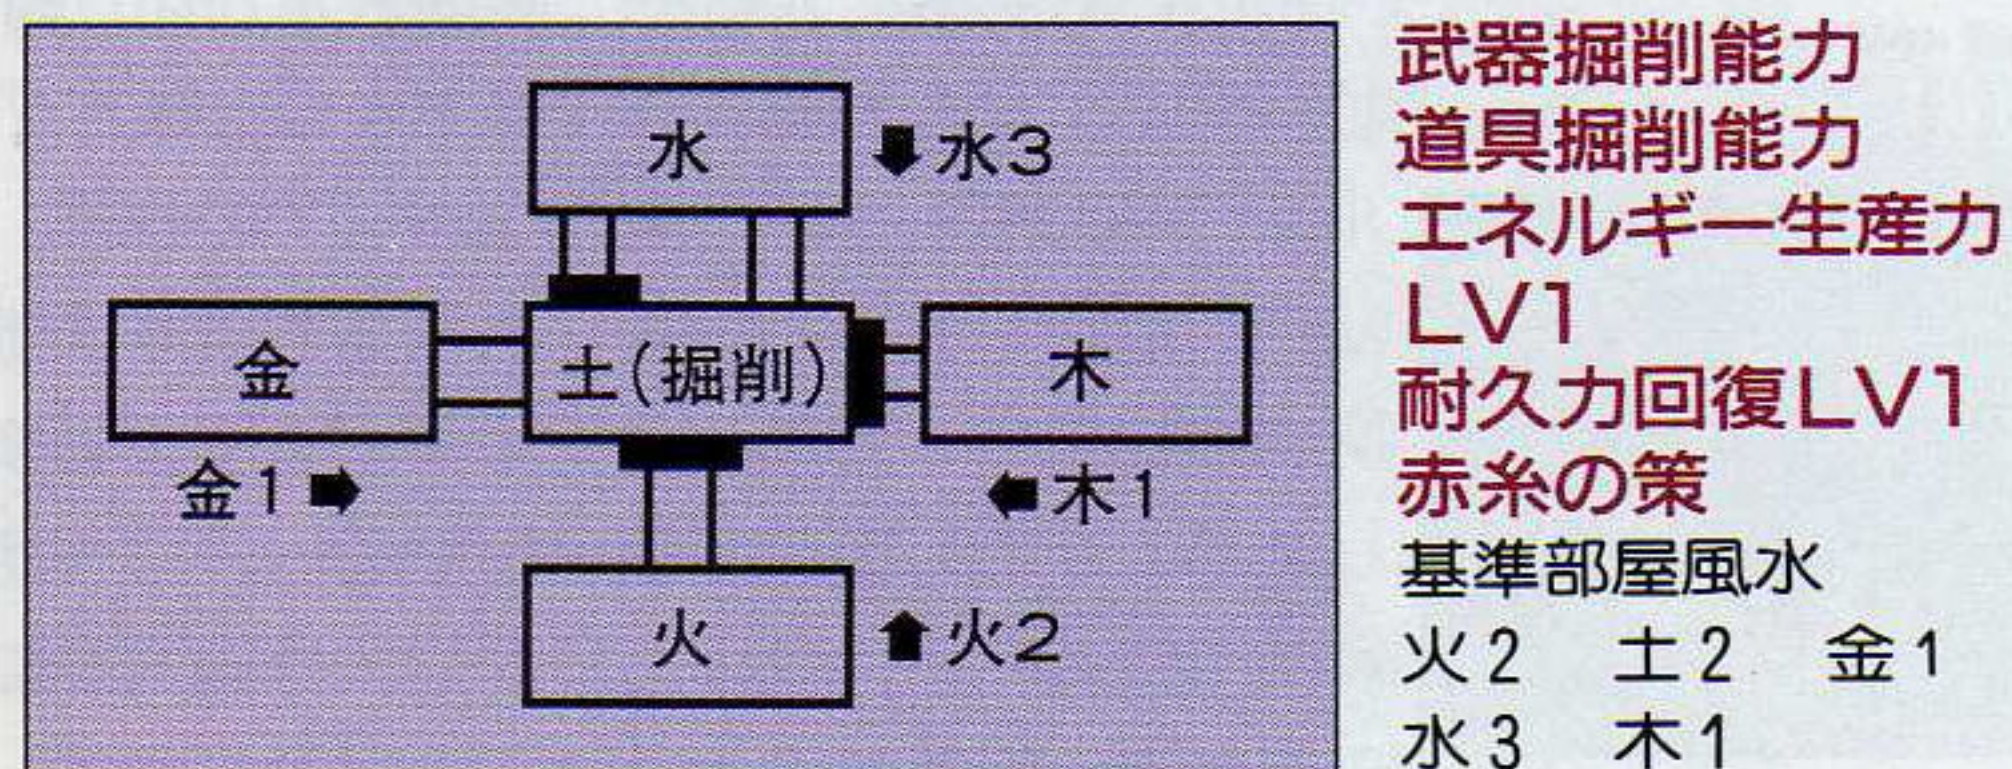 水
⬇水3
金
土(掘削)
木
金1➡
⬅木1
火
⬆火2
武器掘削能力
道具掘削能力
エネルギー生産力
LV1
耐久力回復LV1
赤糸の策
基準部屋風水
火2 土2 金1
水3 木1